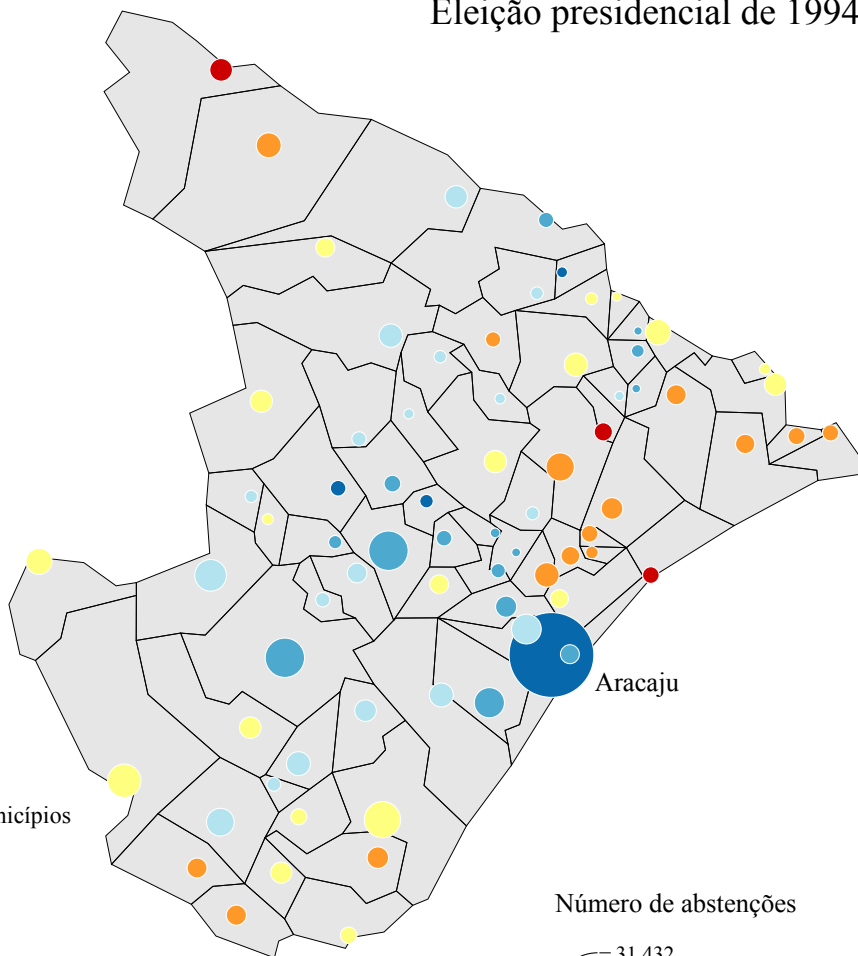 Eleição presidencial de 1994
Aracaju
nicípios
Número de abstenções
31 432